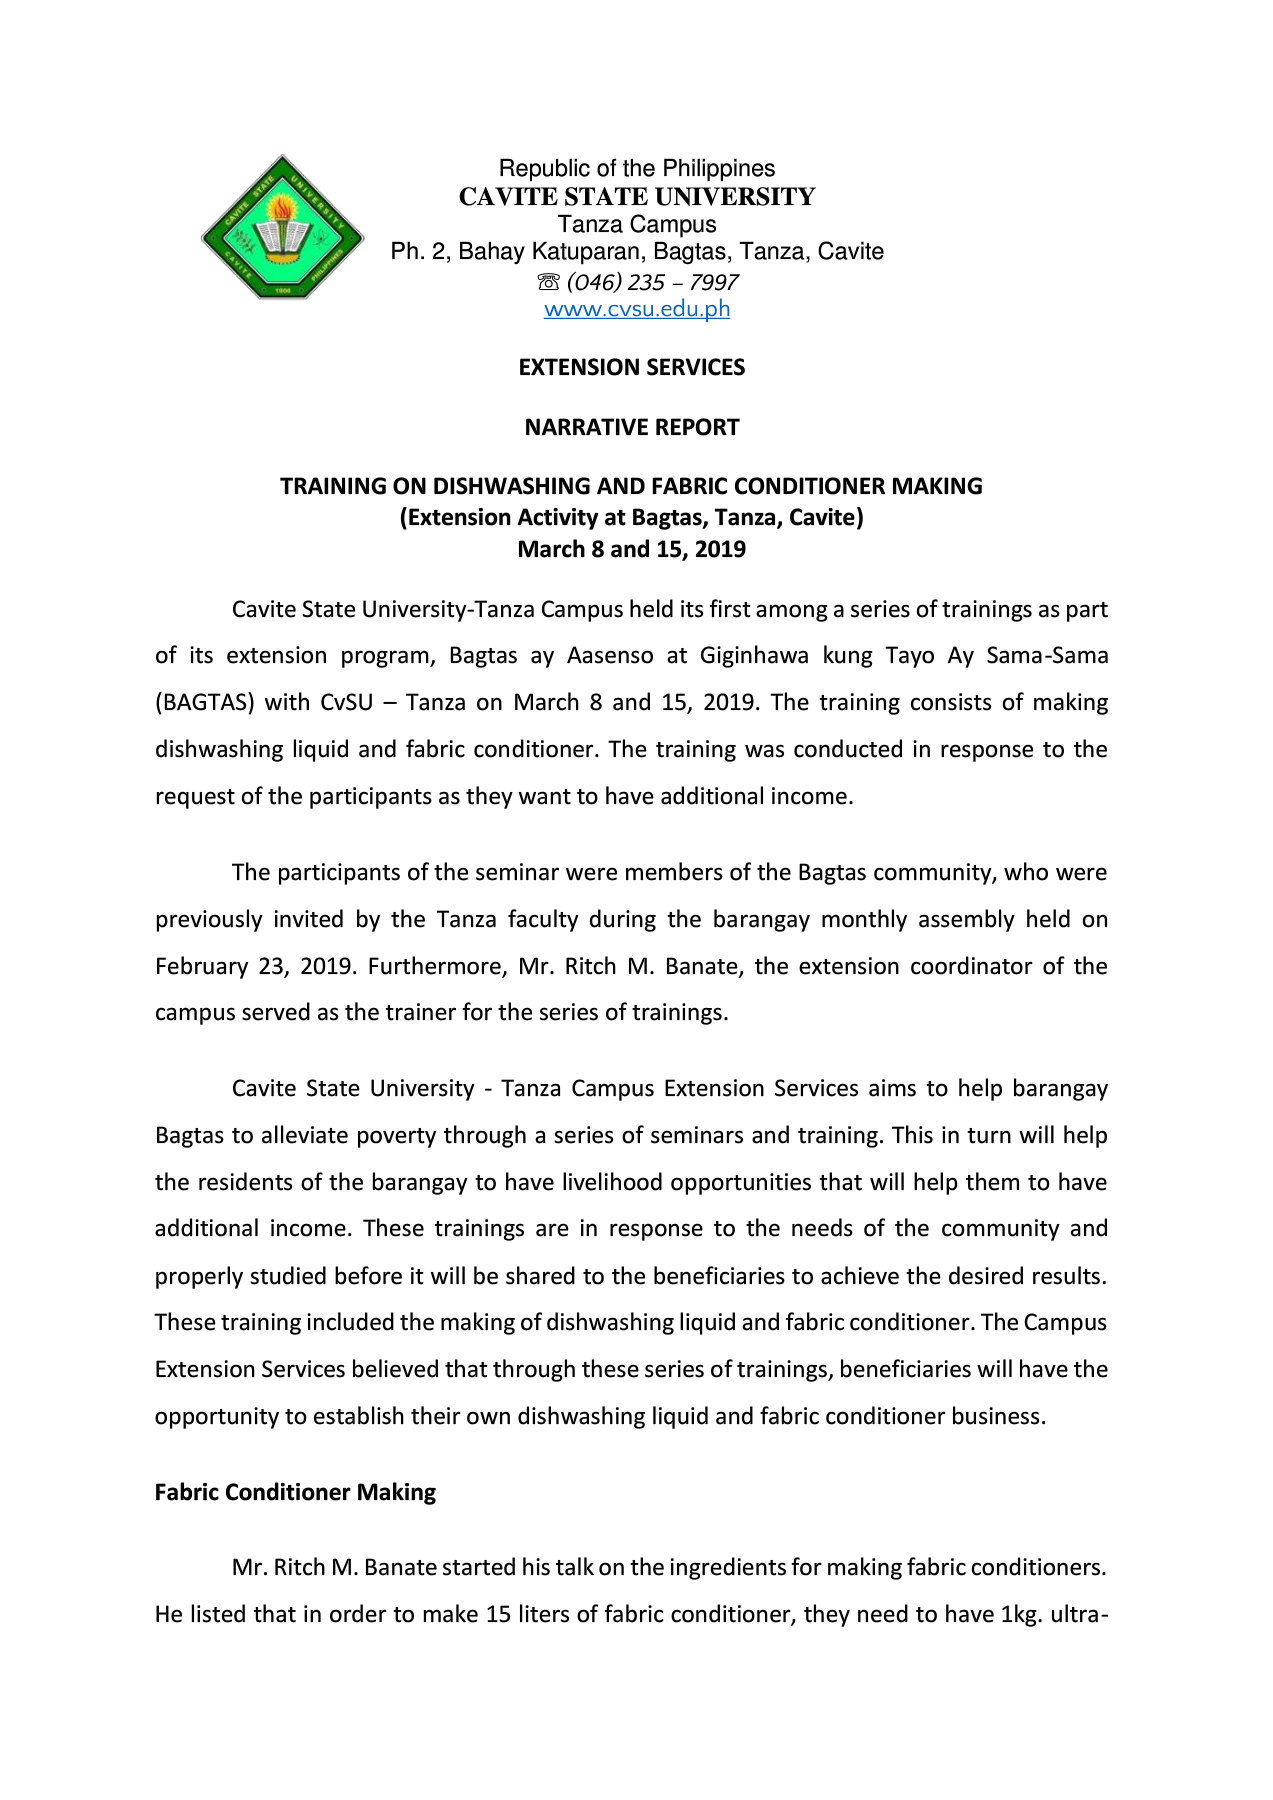 Republic of the Philippines
CAVITE STATE UNIVERSITY
Tanza Campus
Ph. 2, Bahay Katuparan, Bagtas, Tanza, Cavite
☏ (046) 235 – 7997
www.cvsu.edu.ph
CAVITE STATE UNIVERSITY
CAVITE
1906
PHILIPPINES
EXTENSION SERVICES
NARRATIVE REPORT
TRAINING ON DISHWASHING AND FABRIC CONDITIONER MAKING
(Extension Activity at Bagtas, Tanza, Cavite)
March 8 and 15, 2019
Cavite State University-Tanza Campus held its first among a series of trainings as part
of its extension program, Bagtas ay Aasenso at Giginhawa kung Tayo Ay Sama-Sama
(BAGTAS) with CvSU – Tanza on March 8 and 15, 2019. The training consists of making
dishwashing liquid and fabric conditioner. The training was conducted in response to the
request of the participants as they want to have additional income.
The participants of the seminar were members of the Bagtas community, who were
previously invited by the Tanza faculty during the barangay monthly assembly held on
February 23, 2019. Furthermore, Mr. Ritch M. Banate, the extension coordinator of the
campus served as the trainer for the series of trainings.
Cavite State University - Tanza Campus Extension Services aims to help barangay
Bagtas to alleviate poverty through a series of seminars and training. This in turn will help
the residents of the barangay to have livelihood opportunities that will help them to have
additional income. These trainings are in response to the needs of the community and
properly studied before it will be shared to the beneficiaries to achieve the desired results.
These training included the making of dishwashing liquid and fabric conditioner. The Campus
Extension Services believed that through these series of trainings, beneficiaries will have the
opportunity to establish their own dishwashing liquid and fabric conditioner business.
Fabric Conditioner Making
Mr. Ritch M. Banate started his talk on the ingredients for making fabric conditioners.
He listed that in order to make 15 liters of fabric conditioner, they need to have 1kg. ultra-